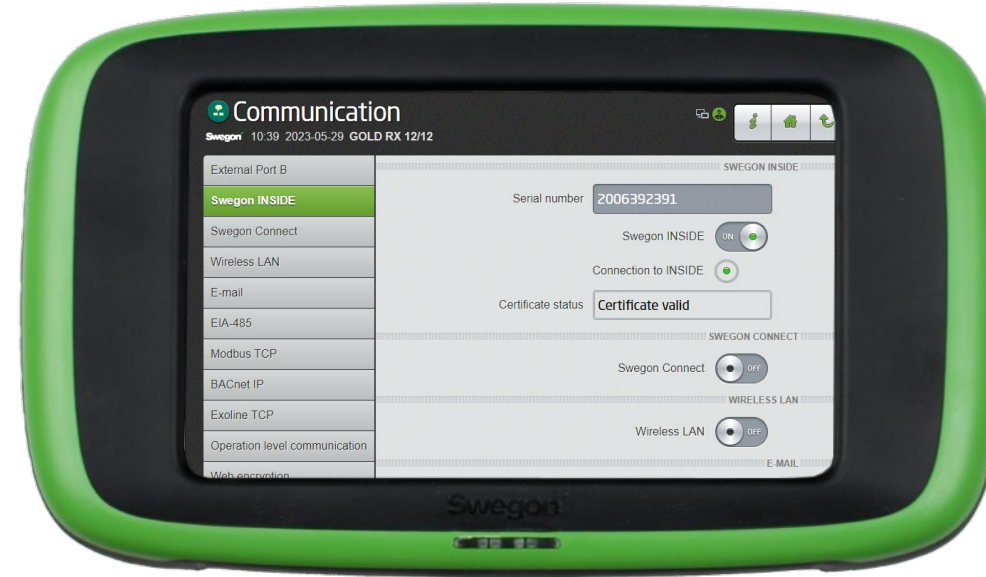 Communication
Swegon 10:39 2023-05-29 GOLD RX 12/12
External Port B
Swegon INSIDE
Swegon Connect
Wireless LAN
E-mail
EIA-485
Modbus TCP
BACnet IP
Exoline TCP
Operation level communication
Web encryption
SWEGON INSIDE
Serial number 2006392391
Swegon INSIDE ON
Connection to INSIDE
Certificate status Certificate valid
SWEGON CONNECT
Swegon Connect OFF
WIRELESS LAN
Wireless LAN OFF
E-MAIL
Swegon